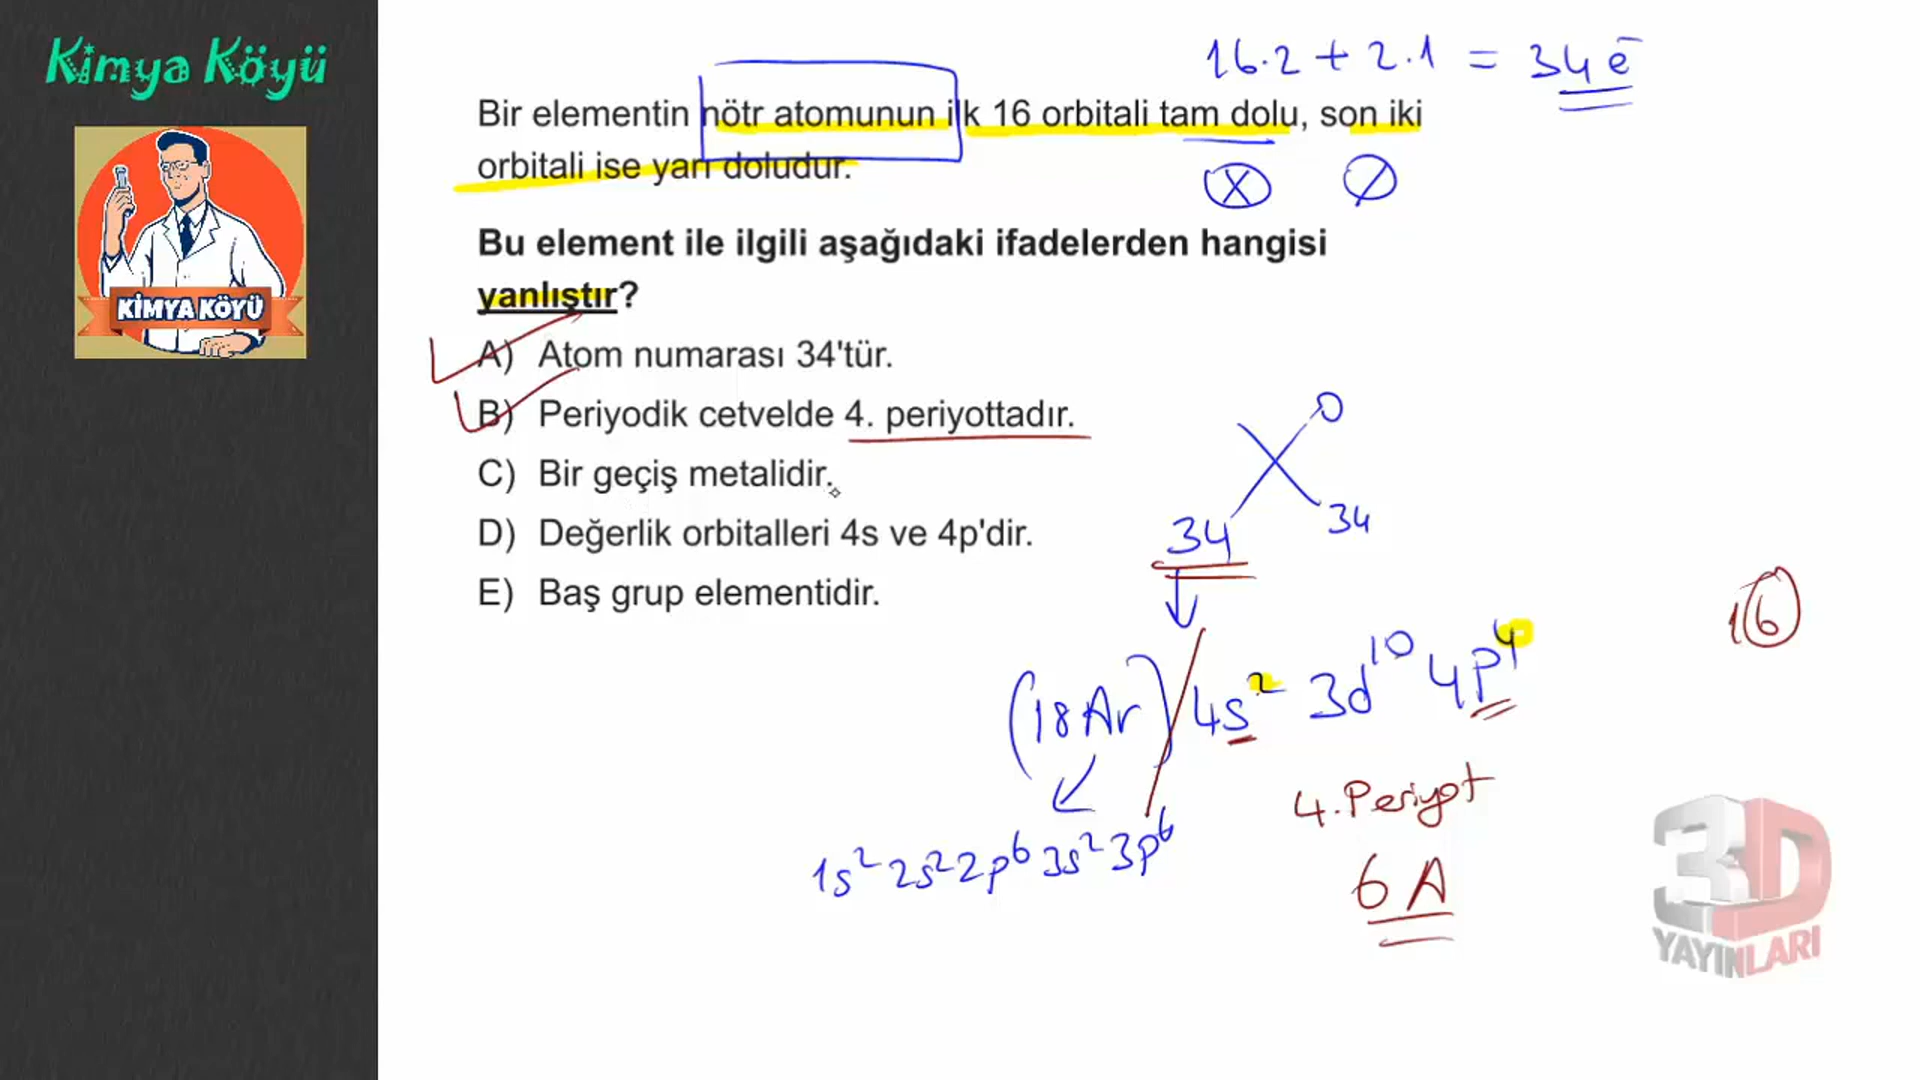 Kimya Köyü
KİMYA KÖYÜ
16.2 + 2.1 = 34 e-
Bir elementin nötr atomunun ilk 16 orbitali tam dolu, son iki
orbitali ise yarı doludur.
Bu element ile ilgili aşağıdaki ifadelerden hangisi
yanlıştır?
A) Atom numarası 34'tür.
B) Periyodik cetvelde 4. periyottadır.
C) Bir geçiş metalidir.
D) Değerlik orbitalleri 4s ve 4p'dir.
E) Baş grup elementidir.
0
34 X 34
16
(18Ar) 4s² 3d¹⁰ 4p⁴
1s² 2s² 2p⁶ 3s² 3p⁶
4. Periyot
6 A
3D
YAYINLARI